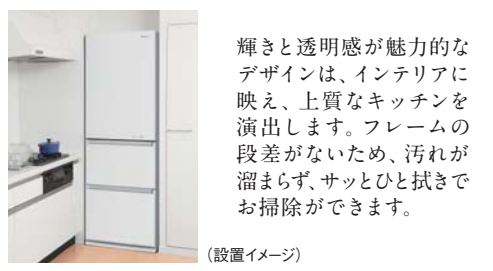 輝きと透明感が魅力的な
デザインは、インテリアに
映え、上質なキッチンを
演出します。フレームの
段差がないため、汚れが
溜まらず、サッとひと拭きで
お掃除ができます。
(設置イメージ)